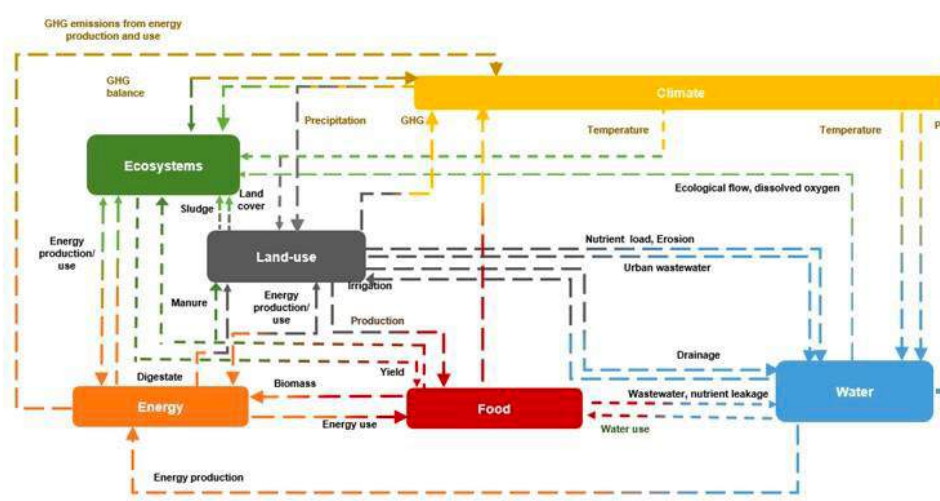 GHG emissions from energy
production and use
GHG
balance
Climate
Precipitation
GHG
Temperature
Temperature
p
Ecosystems
Ecological flow, dissolved oxygen
Land
cover
Sludge
Energy
production/
use
Land-use
Nutrient load, Erosion
Urban wastewater
Irrigation
Energy
production/
use
Manure
Production
Drainage
Yield
Digestate
Biomass
Energy
Food
Water
Wastewater, nutrient leakage
Energy use
Water use
Energy production